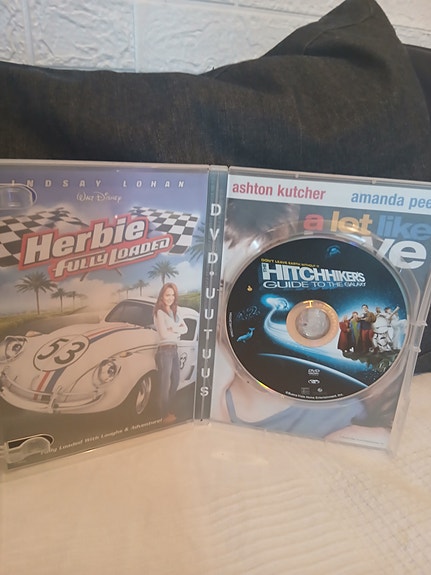 LINDSAY LOHAN
Walt Disney
Herbie
FULLY LOADED
53
Fully Loaded With Laughs & Adventure!
DVD·UUTUUS
ashton kutcher amanda pee
a lot like
ve
DON'T LEAVE EARTH WITHOUT IT.
THE
HITCHHIKER'S
GUIDE TO THE GALAXY
DVD